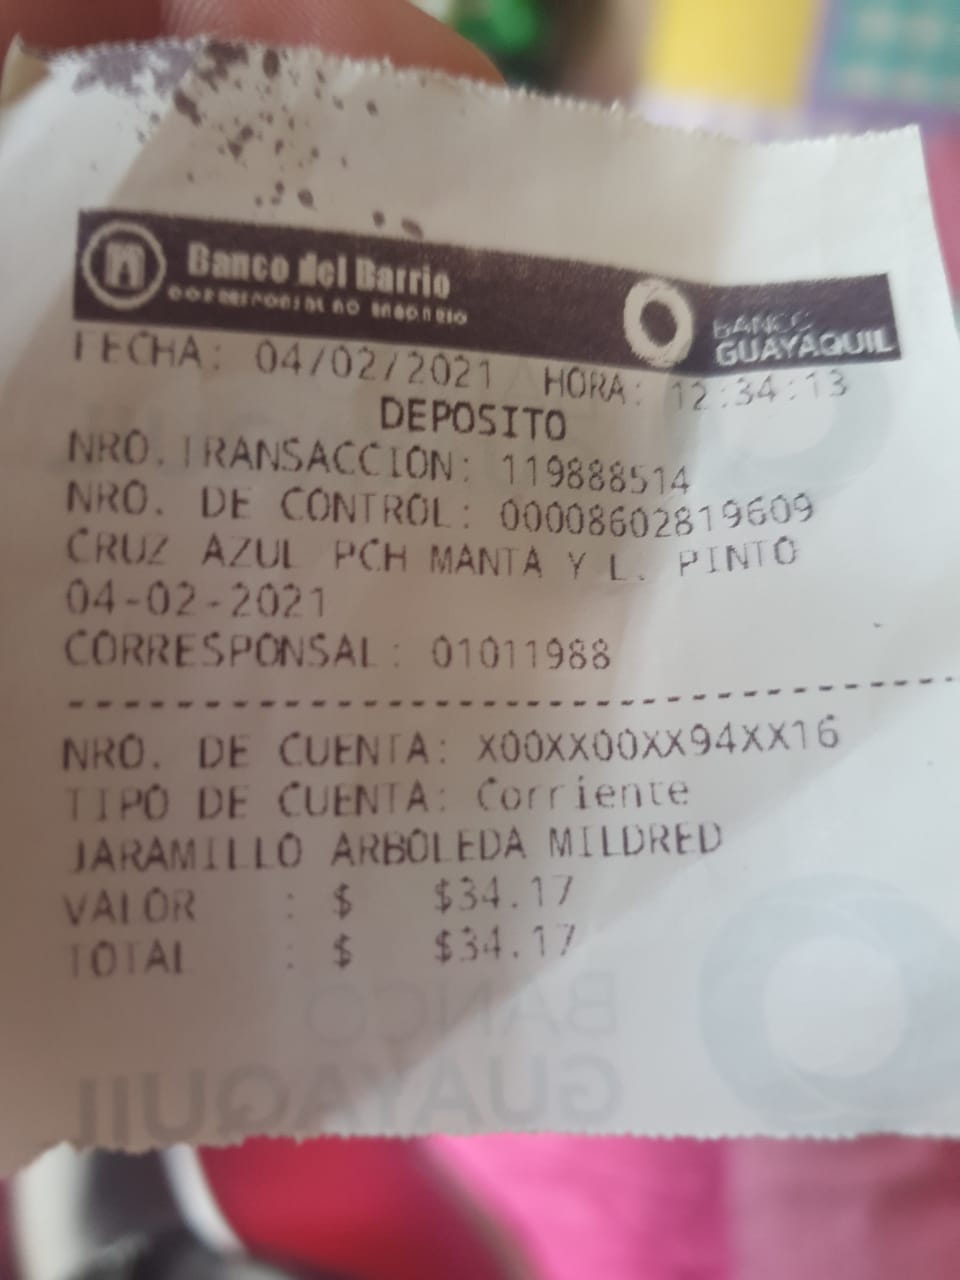 Banco del Barrio
CORRESPONSAL NO BANCARIO
BANCO
GUAYAQUIL
FECHA: 04/02/2021 HORA: 12:34:13
DEPOSITO
NRO.TRANSACCION: 119888514
NRO. DE CONTROL: 00008602819609
CRUZ AZUL PCH MANTA Y L. PINTO
04-02-2021
CORRESPONSAL: 01011988
NRO. DE CUENTA: X00XX00XX94XX16
TIPO DE CUENTA: Corriente
JARAMILLO ARBOLEDA MILDRED
VALOR : $ $34.17
TOTAL : $ $34.17
BANCO
GUAYAQUIL